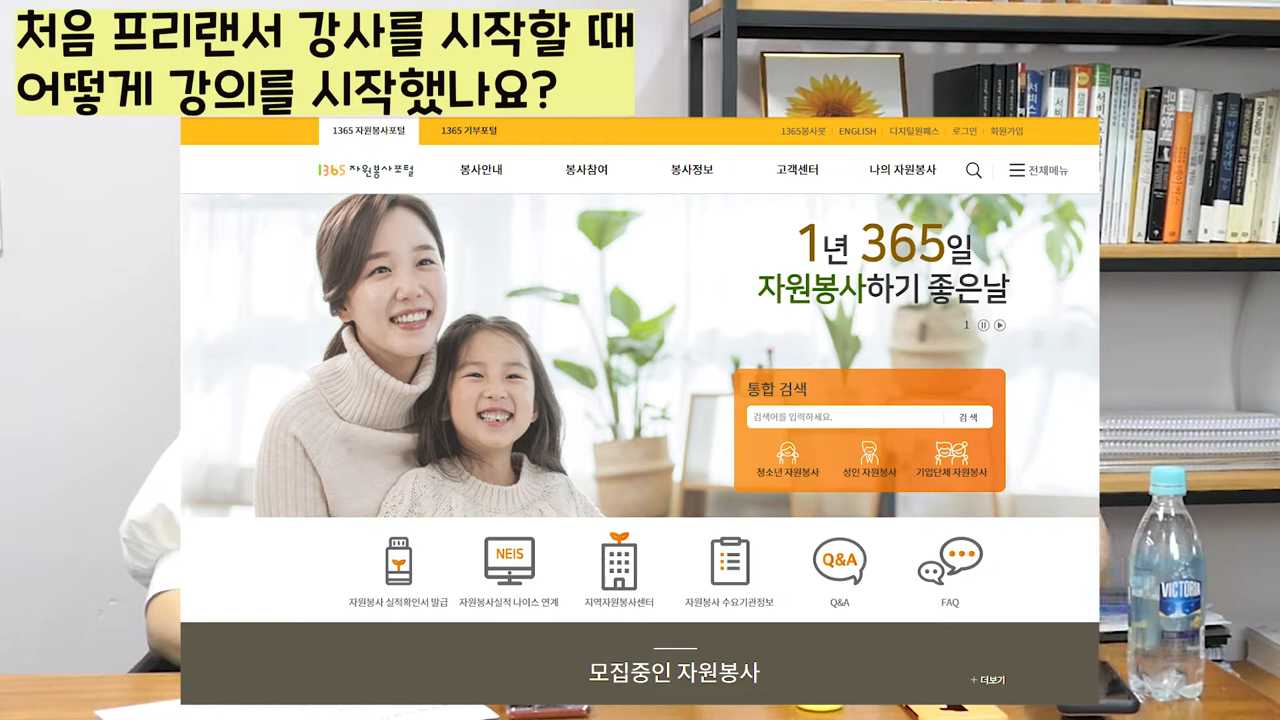 처음 프리랜서 강사를 시작할 때
어떻게 강의를 시작했나요?
1365 자원봉사포털
1365 기부포털
1365봉사봇
ENGLISH
디지털원패스
로그인
회원가입
1365 자원봉사포털
봉사안내
봉사참여
봉사정보
고객센터
나의 자원봉사
전체메뉴
1년 365일
자원봉사하기 좋은날
1
통합 검색
검색어를 입력하세요.
검 색
청소년 자원봉사
성인 자원봉사
기업단체 자원봉사
NEIS
Q&A
자원봉사 실적확인서 발급
자원봉사실적 나이스 연계
지역자원봉사센터
자원봉사 수요기관정보
Q&A
FAQ
모집중인 자원봉사
+ 더보기
VICTORIA